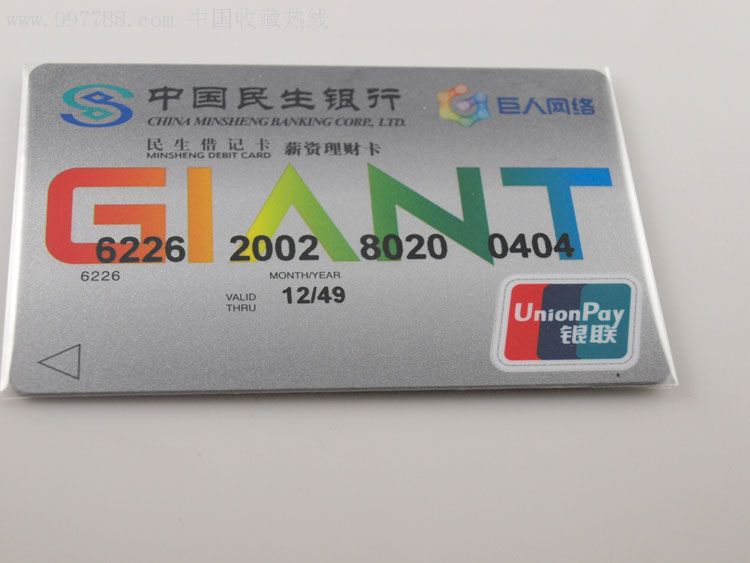 www.997788.com 中国收藏热线
中国民生银行
CHINA MINSHENG BANKING CORP., LTD.
巨人网络
民生借记卡 薪资理财卡
MINSHENG DEBIT CARD
GIANT
6226 2002 8020 0404
6226
MONTH/YEAR
VALID THRU 12/49
UnionPay
银联